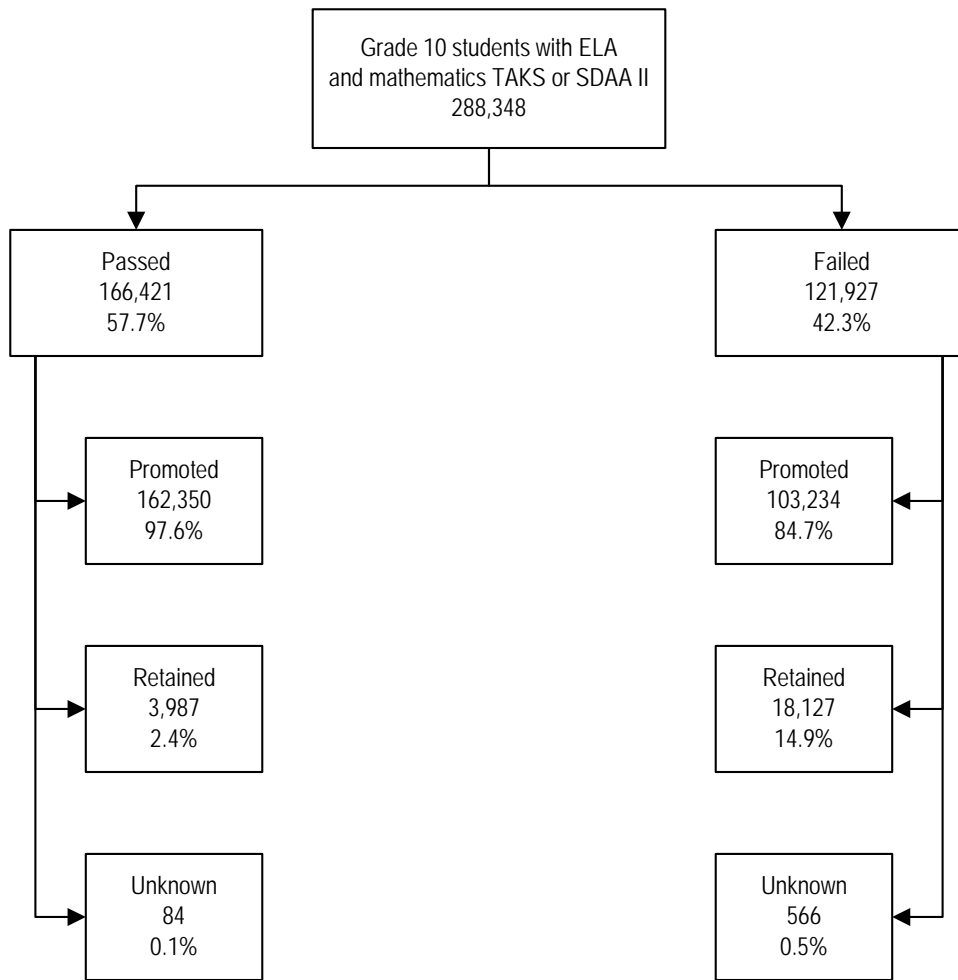 Grade 10 students with ELA
and mathematics TAKS or SDAA II
288,348
Passed
166,421
57.7%
Failed
121,927
42.3%
Promoted
162,350
97.6%
Promoted
103,234
84.7%
Retained
3,987
2.4%
Retained
18,127
14.9%
Unknown
84
0.1%
Unknown
566
0.5%